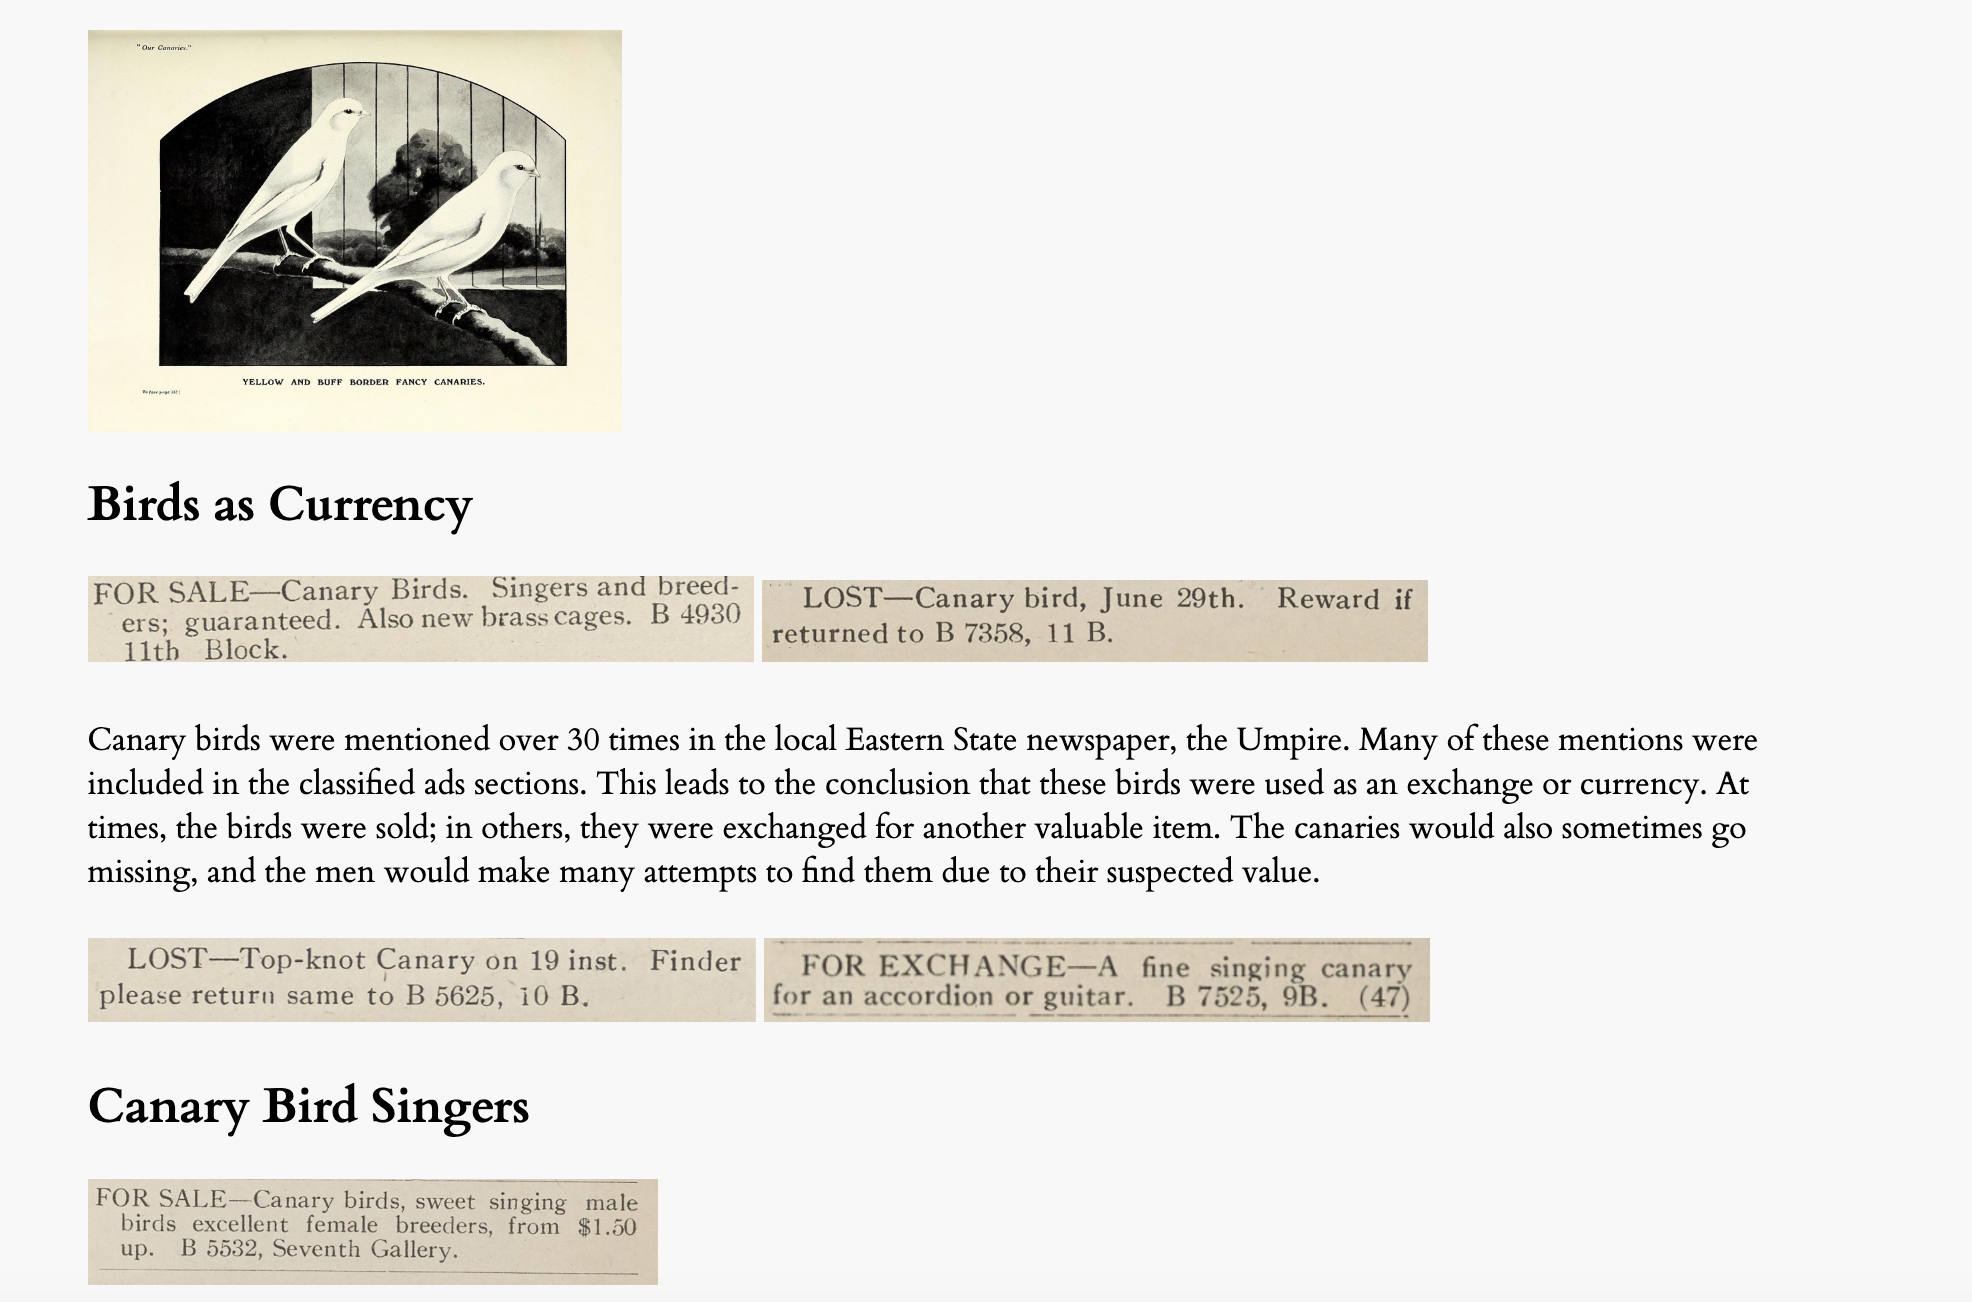 "Our Canaries."
YELLOW AND BUFF BORDER FANCY CANARIES.
Birds as Currency
FOR SALE—Canary Birds. Singers and breed-
ers; guaranteed. Also new brass cages. B 4930
11th Block.
LOST—Canary bird, June 29th. Reward if
returned to B 7358, 11 B.
Canary birds were mentioned over 30 times in the local Eastern State newspaper, the Umpire. Many of these mentions were
included in the classified ads sections. This leads to the conclusion that these birds were used as an exchange or currency. At
times, the birds were sold; in others, they were exchanged for another valuable item. The canaries would also sometimes go
missing, and the men would make many attempts to find them due to their suspected value.
LOST—Top-knot Canary on 19 inst. Finder
please return same to B 5625, 10 B.
FOR EXCHANGE—A fine singing canary
for an accordion or guitar. B 7525, 9B. (47)
Canary Bird Singers
FOR SALE—Canary birds, sweet singing male
birds excellent female breeders, from $1.50
up. B 5532, Seventh Gallery.